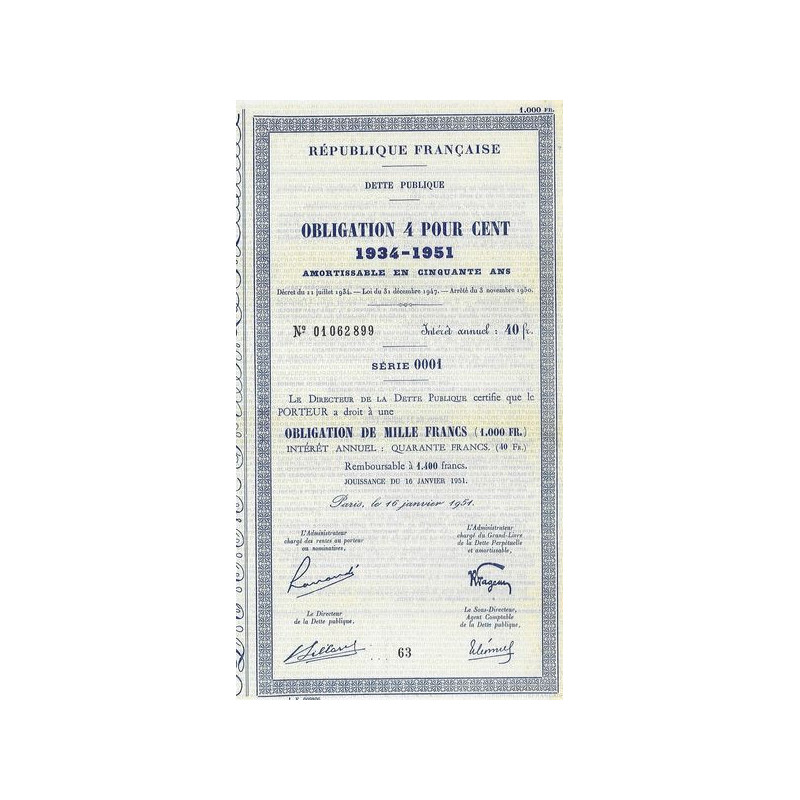 1.000 FR.
RÉPUBLIQUE FRANÇAISE
DETTE PUBLIQUE
OBLIGATION 4 POUR CENT
1934-1951
AMORTISSABLE EN CINQUANTE ANS
Décret du 11 juillet 1934. — Loi du 31 décembre 1947. — Arrêté du 3 novembre 1950.
Nº 01062899 Intérêt annuel : 40 fr.
SÉRIE 0001
LE DIRECTEUR DE LA DETTE PUBLIQUE certifie que le
PORTEUR a droit à une
OBLIGATION DE MILLE FRANCS (1.000 FR.)
INTÉRÊT ANNUEL : QUARANTE FRANCS. (40 FR.)
Remboursable à 1.400 francs.
JOUISSANCE DU 16 JANVIER 1951.
Paris, le 16 janvier 1951.
L'Administrateur
chargé des rentes au porteur
ou nominatives,
L'Administrateur
chargé du Grand-Livre
de la Dette Perpétuelle
et amortissable,
Le Directeur
de la Dette publique,
Le Sous-Directeur,
Agent Comptable
de la Dette publique,
63